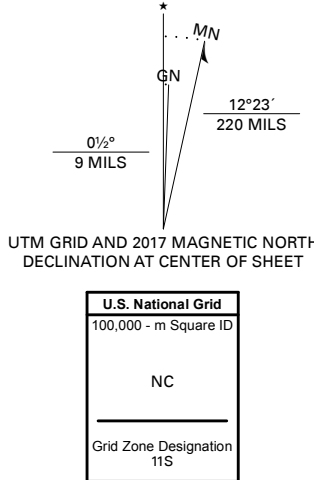 ★
MN
GN
12°23´
220 MILS
0½°
9 MILS
UTM GRID AND 2017 MAGNETIC NORTH
DECLINATION AT CENTER OF SHEET
U.S. National Grid
100,000 - m Square ID
NC
Grid Zone Designation
11S